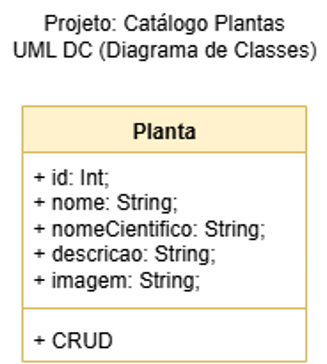 Projeto: Catálogo Plantas
UML DC (Diagrama de Classes)
Planta
+ id: Int;
+ nome: String;
+ nomeCientifico: String;
+ descricao: String;
+ imagem: String;
+ CRUD